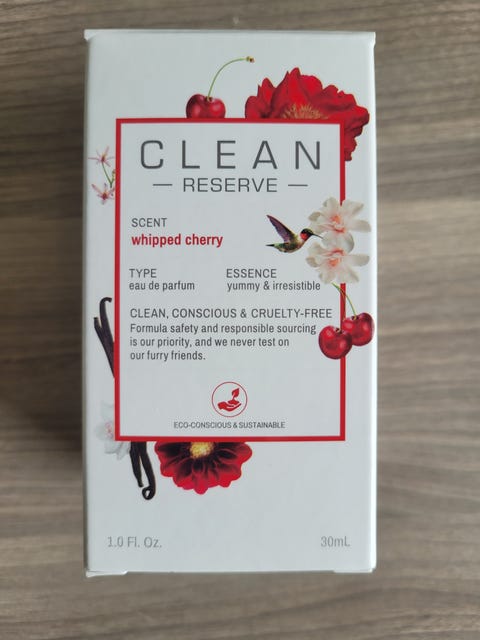 CLEAN
— RESERVE —
SCENT
whipped cherry
TYPE ESSENCE
eau de parfum yummy & irresistible
CLEAN, CONSCIOUS & CRUELTY-FREE
Formula safety and responsible sourcing
is our priority, and we never test on
our furry friends.
ECO-CONSCIOUS & SUSTAINABLE
1.0 Fl. Oz. 30mL